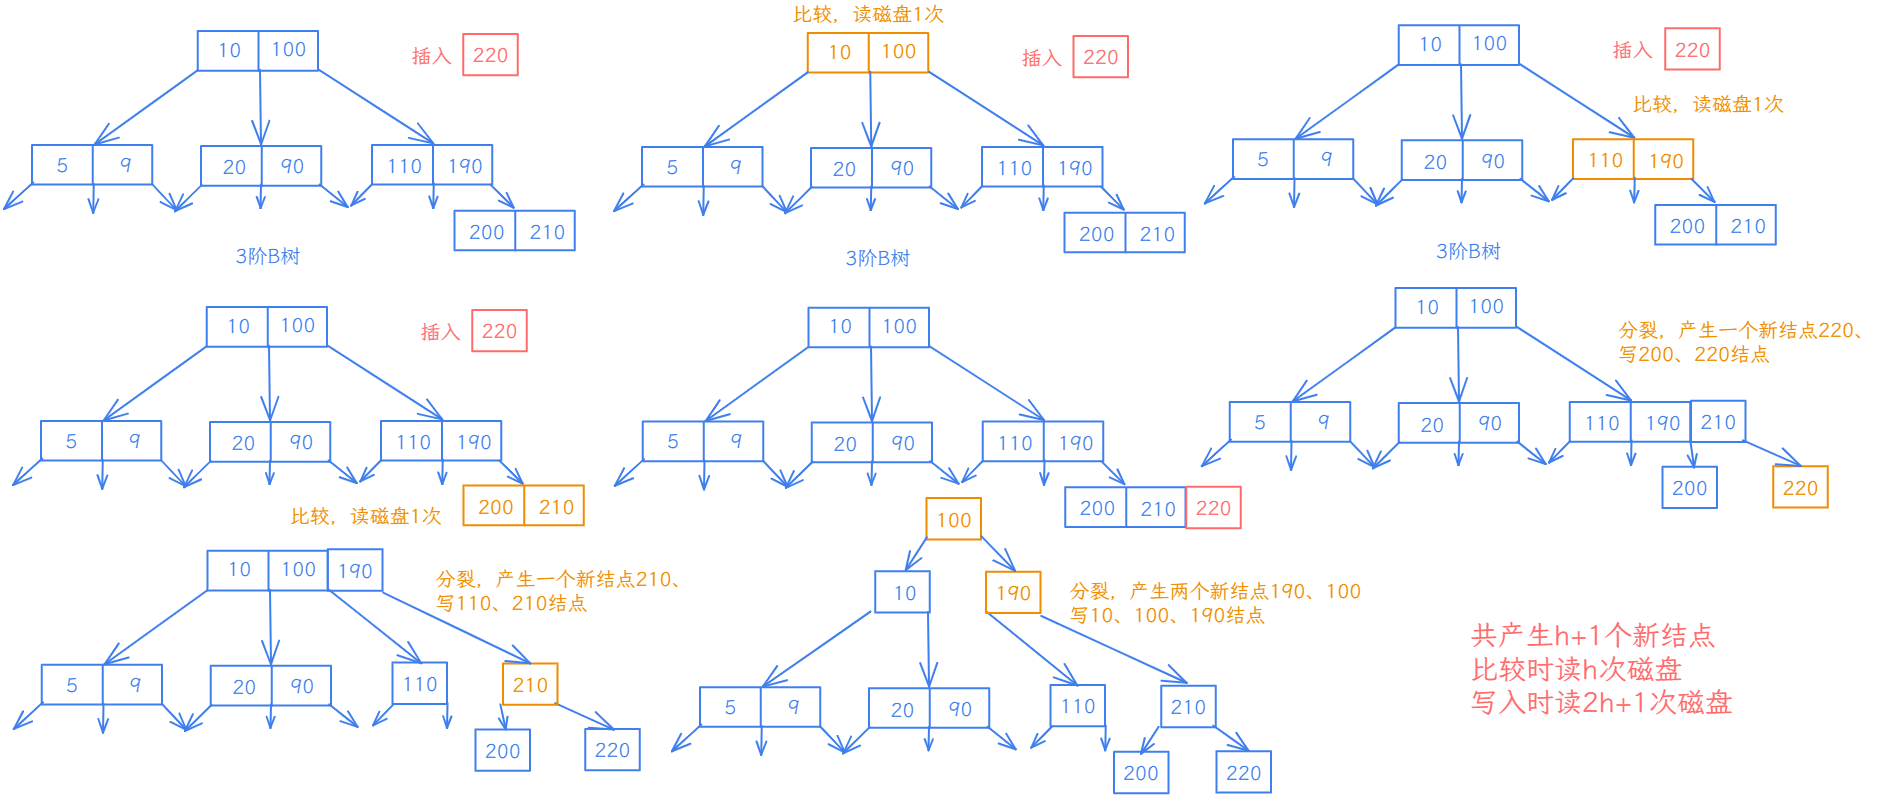 10 100
插入 220
5 9 20 90 110 190
200 210
3阶B树
比较，读磁盘1次
10 100
插入 220
5 9 20 90 110 190
200 210
3阶B树
10 100
插入 220
比较，读磁盘1次
5 9 20 90 110 190
200 210
3阶B树
10 100
插入 220
5 9 20 90 110 190
比较，读磁盘1次
200 210
10 100
5 9 20 90 110 190
200 210 220
10 100
分裂，产生一个新结点220、
写200、220结点
5 9 20 90 110 190 210
200 220
10 100 190
分裂，产生一个新结点210、
写110、210结点
5 9 20 90 110 210
200 220
100
10 190
分裂，产生两个新结点190、100
写10、100、190结点
5 9 20 90 110 210
200 220
共产生h+1个新结点
比较时读h次磁盘
写入时读2h+1次磁盘